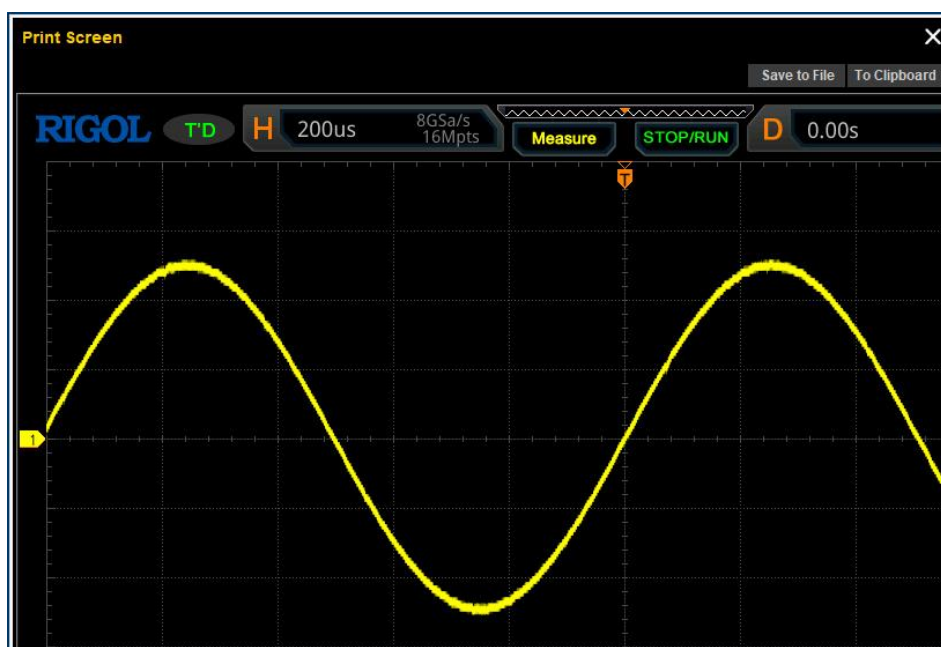 Print Screen
Save to File To Clipboard
RIGOL T'D H 200us 8GSa/s 16Mpts Measure STOP/RUN D 0.00s
T
1